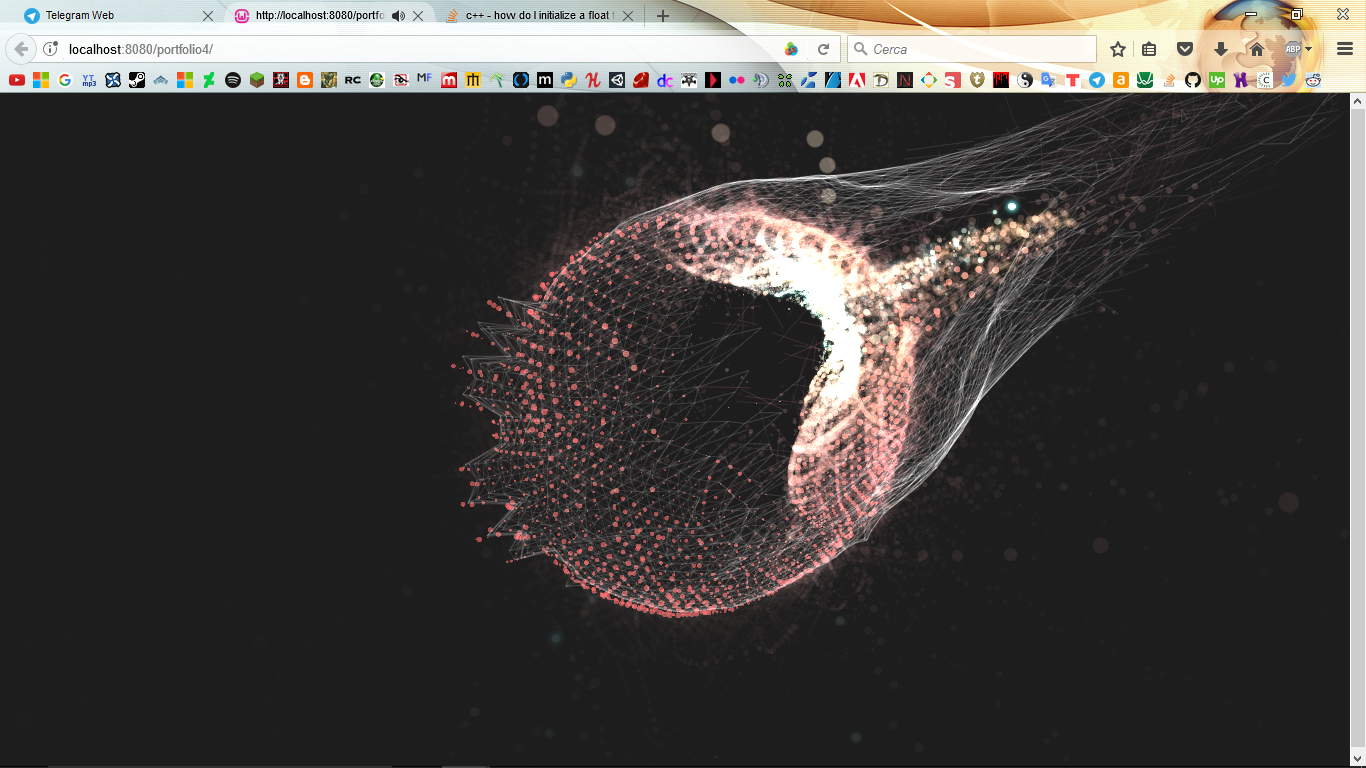 Telegram Web
http://localhost:8080/portfo
c++ - how do I initialize a float
localhost:8080/portfolio4/
Cerca
ABP
YT
mp3
RC
MF
dc
Up